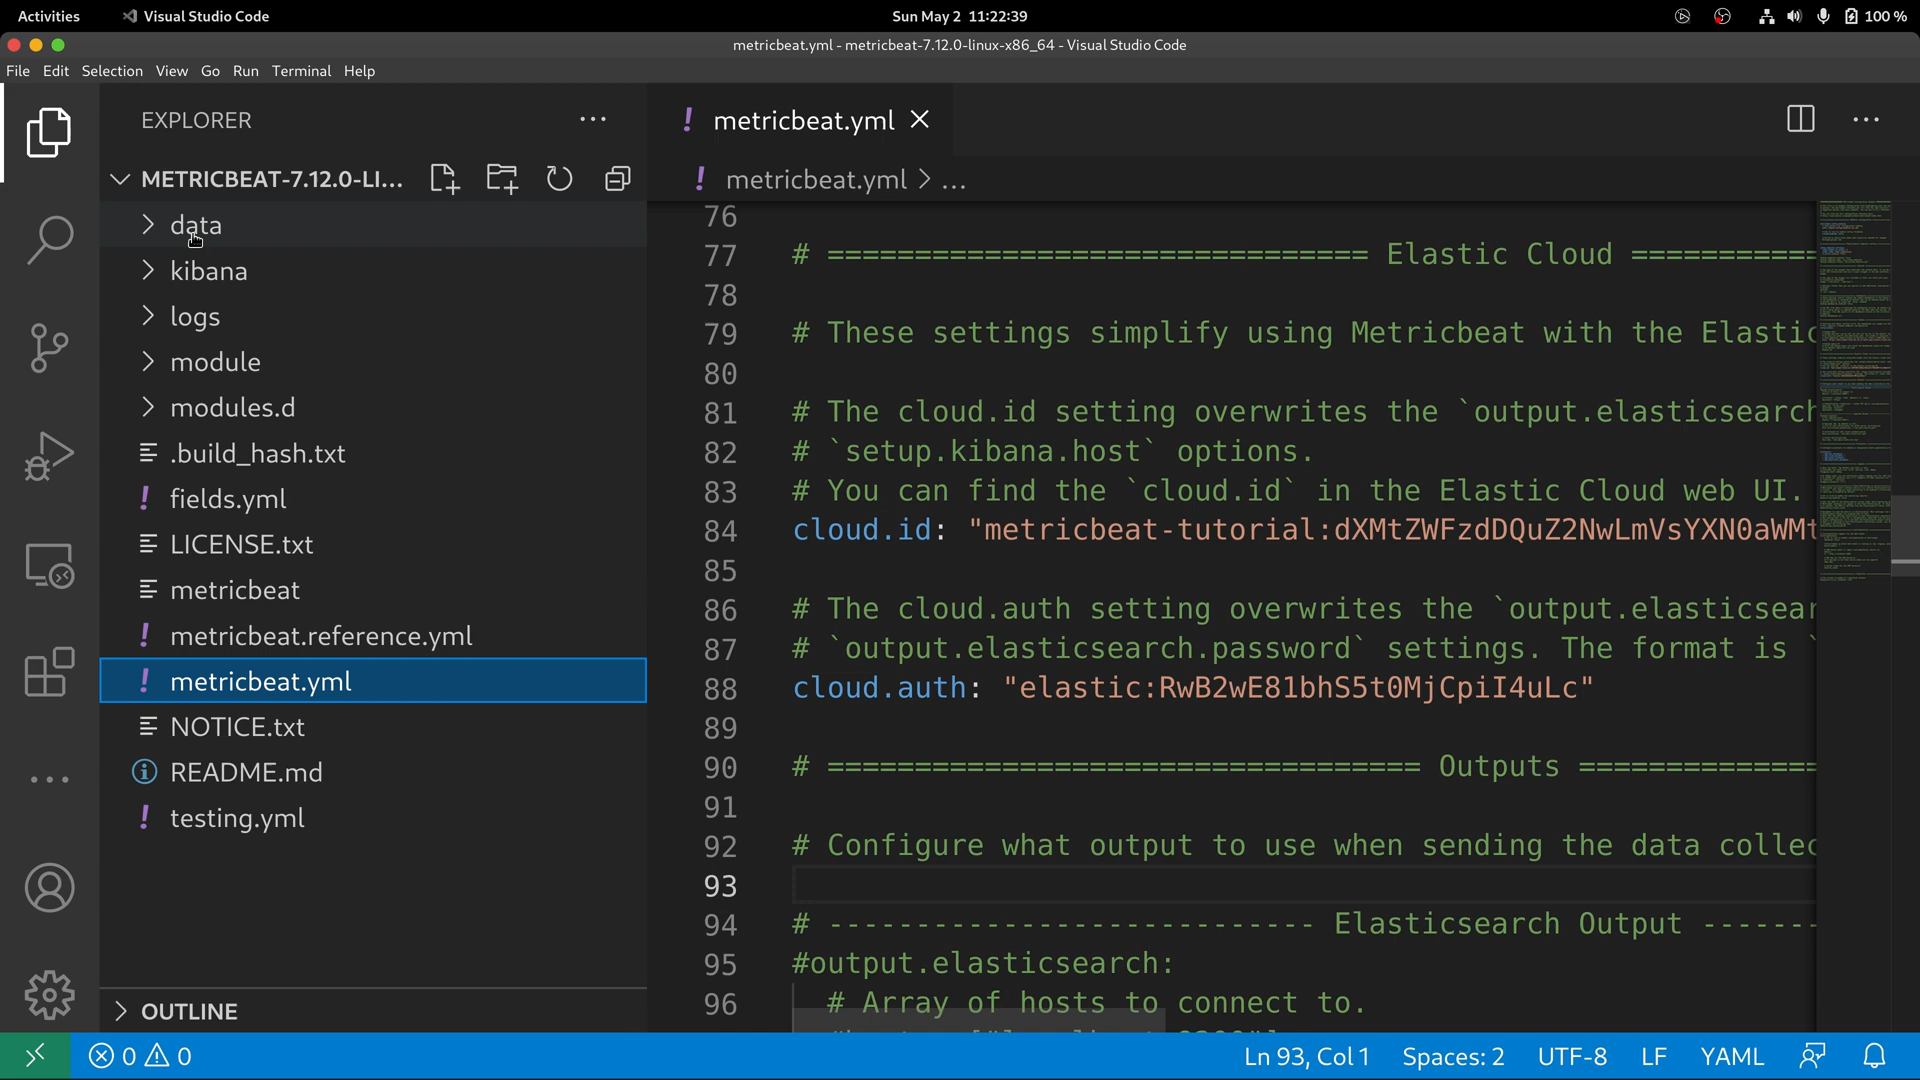 Activities
Visual Studio Code
Sun May 2 11:22:39
100 %
metricbeat.yml - metricbeat-7.12.0-linux-x86_64 - Visual Studio Code
File Edit Selection View Go Run Terminal Help
EXPLORER
METRICBEAT-7.12.0-LI...
data
kibana
logs
module
modules.d
.build_hash.txt
fields.yml
LICENSE.txt
metricbeat
metricbeat.reference.yml
metricbeat.yml
NOTICE.txt
README.md
testing.yml
OUTLINE
metricbeat.yml
metricbeat.yml > ...
76
77 # =============================== Elastic Cloud ===========
78
79 # These settings simplify using Metricbeat with the Elastic
80
81 # The cloud.id setting overwrites the `output.elasticsearch
82 # `setup.kibana.host` options.
83 # You can find the `cloud.id` in the Elastic Cloud web UI.
84 cloud.id: "metricbeat-tutorial:dXMtZWFzdDQuZ2NwLmVsYXN0aWMt
85
86 # The cloud.auth setting overwrites the `output.elasticsear
87 # `output.elasticsearch.password` settings. The format is `
88 cloud.auth: "elastic:RwB2wE81bhS5t0MjCpiI4uLc"
89
90 # ================================== Outputs ==============
91
92 # Configure what output to use when sending the data collec
93
94 # ---------------------------- Elasticsearch Output -------
95 #output.elasticsearch:
96 # Array of hosts to connect to.
0 0
Ln 93, Col 1
Spaces: 2
UTF-8
LF
YAML